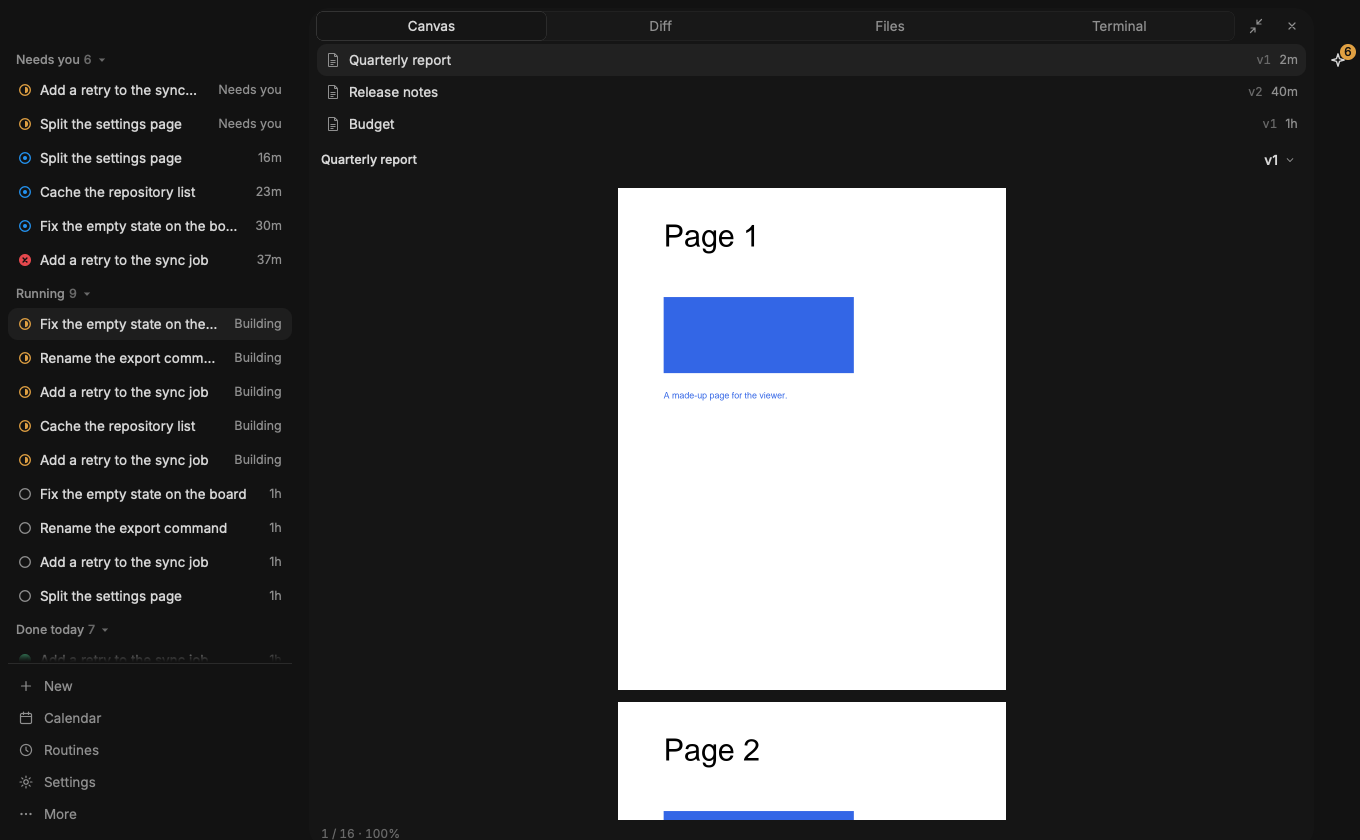 Canvas
Diff
Files
Terminal
Needs you 6
Add a retry to the sync... Needs you
Split the settings page Needs you
Split the settings page 16m
Cache the repository list 23m
Fix the empty state on the bo... 30m
Add a retry to the sync job 37m
Running 9
Fix the empty state on the... Building
Rename the export comm... Building
Add a retry to the sync job Building
Cache the repository list Building
Add a retry to the sync job Building
Fix the empty state on the board 1h
Rename the export command 1h
Add a retry to the sync job 1h
Split the settings page 1h
Done today 7
Add a retry to the sync job 1h
New
Calendar
Routines
Settings
More
Quarterly report v1 2m
Release notes v2 40m
Budget v1 1h
Quarterly report v1
Page 1
A made-up page for the viewer.
Page 2
1 / 16 · 100%
6